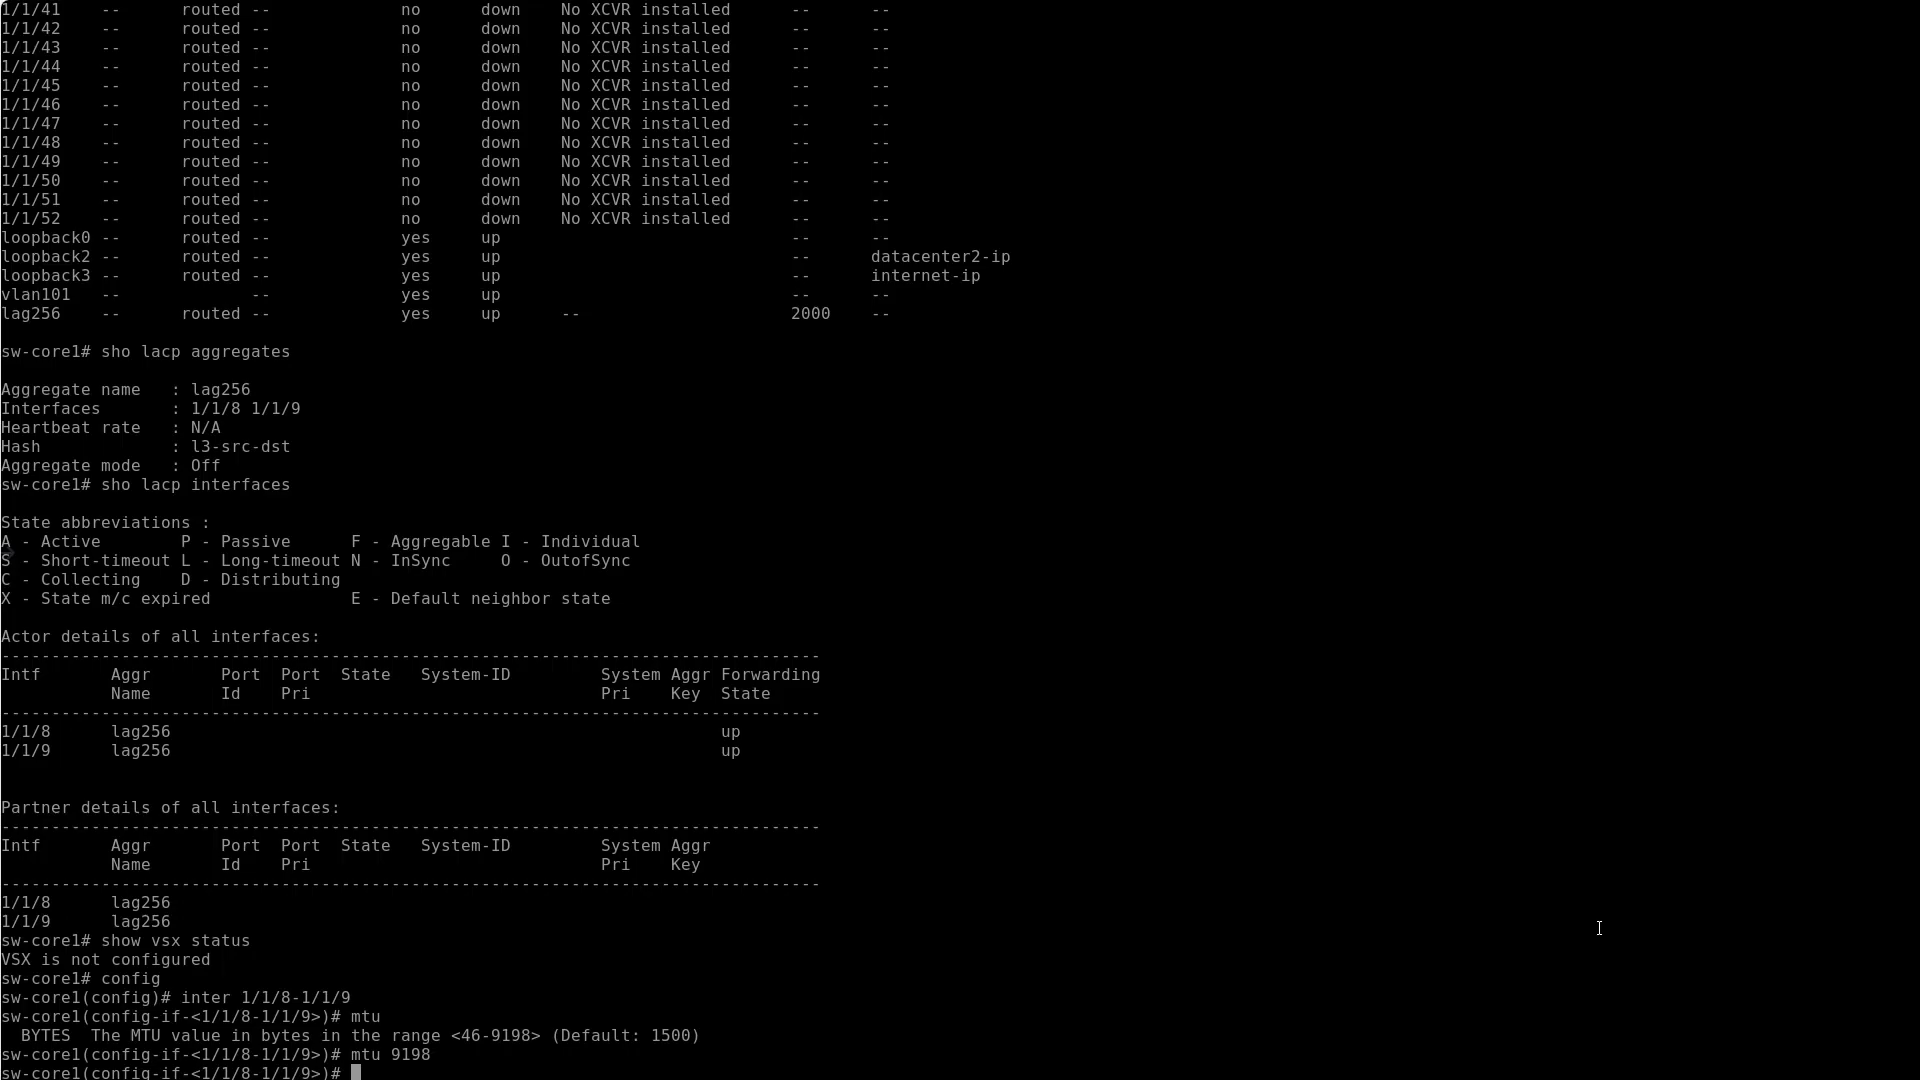 1/1/41    --      routed --             no      down    No XCVR installed      --      --
1/1/42    --      routed --             no      down    No XCVR installed      --      --
1/1/43    --      routed --             no      down    No XCVR installed      --      --
1/1/44    --      routed --             no      down    No XCVR installed      --      --
1/1/45    --      routed --             no      down    No XCVR installed      --      --
1/1/46    --      routed --             no      down    No XCVR installed      --      --
1/1/47    --      routed --             no      down    No XCVR installed      --      --
1/1/48    --      routed --             no      down    No XCVR installed      --      --
1/1/49    --      routed --             no      down    No XCVR installed      --      --
1/1/50    --      routed --             no      down    No XCVR installed      --      --
1/1/51    --      routed --             no      down    No XCVR installed      --      --
1/1/52    --      routed --             no      down    No XCVR installed      --      --
loopback0 --      routed --             yes     up                             --      --
loopback2 --      routed --             yes     up                             --      datacenter2-ip
loopback3 --      routed --             yes     up                             --      internet-ip
vlan101   --             --             yes     up                             --      --
lag256    --      routed --             yes     up      --                     2000    --
sw-core1# sho lacp aggregates
Aggregate name   : lag256
Interfaces       : 1/1/8 1/1/9
Heartbeat rate   : N/A
Hash             : l3-src-dst
Aggregate mode   : Off
sw-core1# sho lacp interfaces
State abbreviations :
A - Active        P - Passive      F - Aggregable I - Individual
S - Short-timeout L - Long-timeout N - InSync     O - OutofSync
C - Collecting    D - Distributing
X - State m/c expired              E - Default neighbor state
Actor details of all interfaces:
----------------------------------------------------------------------------------
Intf       Aggr       Port  Port  State   System-ID         System Aggr Forwarding
           Name       Id    Pri                             Pri    Key  State
----------------------------------------------------------------------------------
1/1/8      lag256                                                       up
1/1/9      lag256                                                       up
Partner details of all interfaces:
----------------------------------------------------------------------------------
Intf       Aggr       Port  Port  State   System-ID         System Aggr
           Name       Id    Pri                             Pri    Key
----------------------------------------------------------------------------------
1/1/8      lag256
1/1/9      lag256
sw-core1# show vsx status
VSX is not configured
sw-core1# config
sw-core1(config)# inter 1/1/8-1/1/9
sw-core1(config-if-<1/1/8-1/1/9>)# mtu
  BYTES  The MTU value in bytes in the range <46-9198> (Default: 1500)
sw-core1(config-if-<1/1/8-1/1/9>)# mtu 9198
sw-core1(config-if-<1/1/8-1/1/9>)#